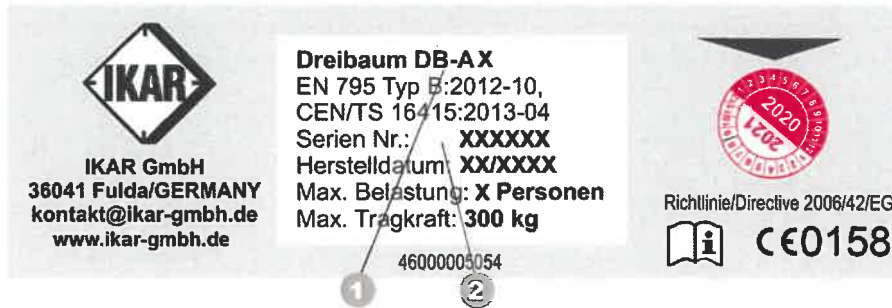 IKAR
IKAR GmbH
36041 Fulda/GERMANY
kontakt@ikar-gmbh.de
www.ikar-gmbh.de
Dreibaum DB-AX
EN 795 Typ B:2012-10,
CEN/TS 16415:2013-04
Serien Nr.: XXXXXX
Herstelldatum: XX/XXXX
Max. Belastung: X Personen
Max. Tragkraft: 300 kg
46000005054
1
2
2020
2021
Richtlinie/Directive 2006/42/EG
i CE0158